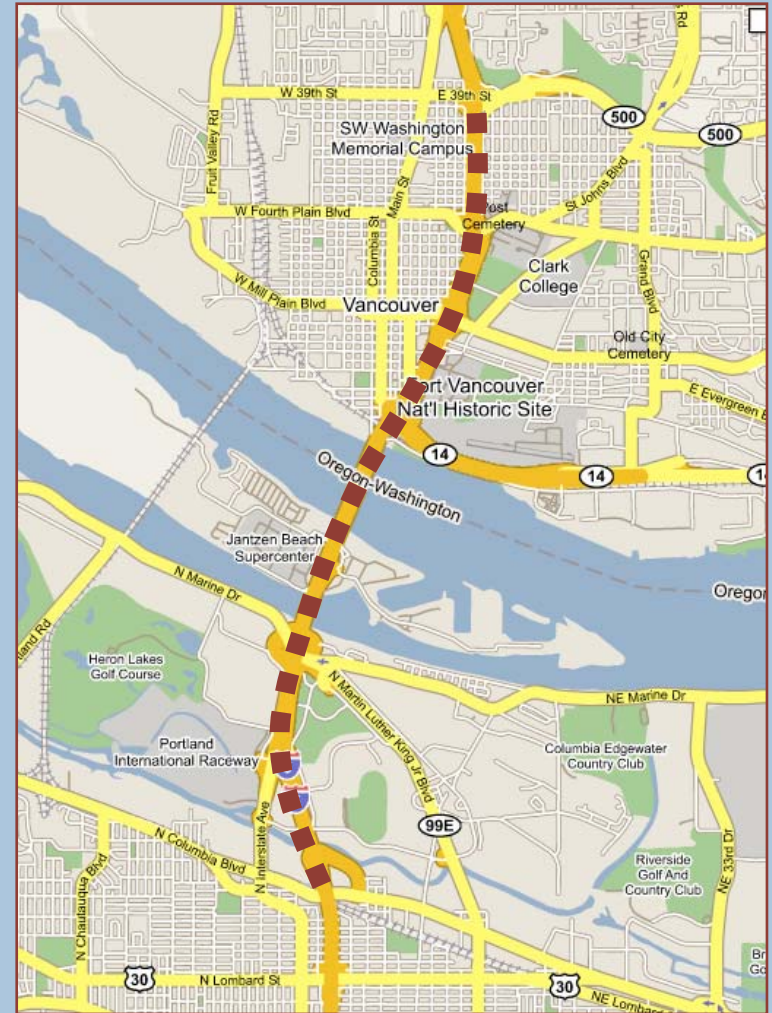 W 39th St
E 39th St
500
500
SW Washington
Memorial Campus
Fruit Valley Rd
Main St
St Johns Blvd
W Fourth Plain Blvd
Cemetery
Columbia St
Grand Blvd
Clark
College
W Mill Plain Blvd
Vancouver
Old City
Cemetery
Vancouver
Nat'l Historic Site
E Evergreen
14
14
Oregon-Washington
Jantzen Beach
Supercenter
N Marine Dr
Rd
Heron Lakes
Golf Course
N Martin Luther King Jr Blvd
NE Marine Dr
Portland
International Raceway
Columbia Edgewater
Country Club
N Interstate Ave
99E
N Columbia Blvd
NE 33rd Dr
Riverside
Golf And
Country Club
N Chautauqua Blvd
30
N Lombard St
30
NE Lombar